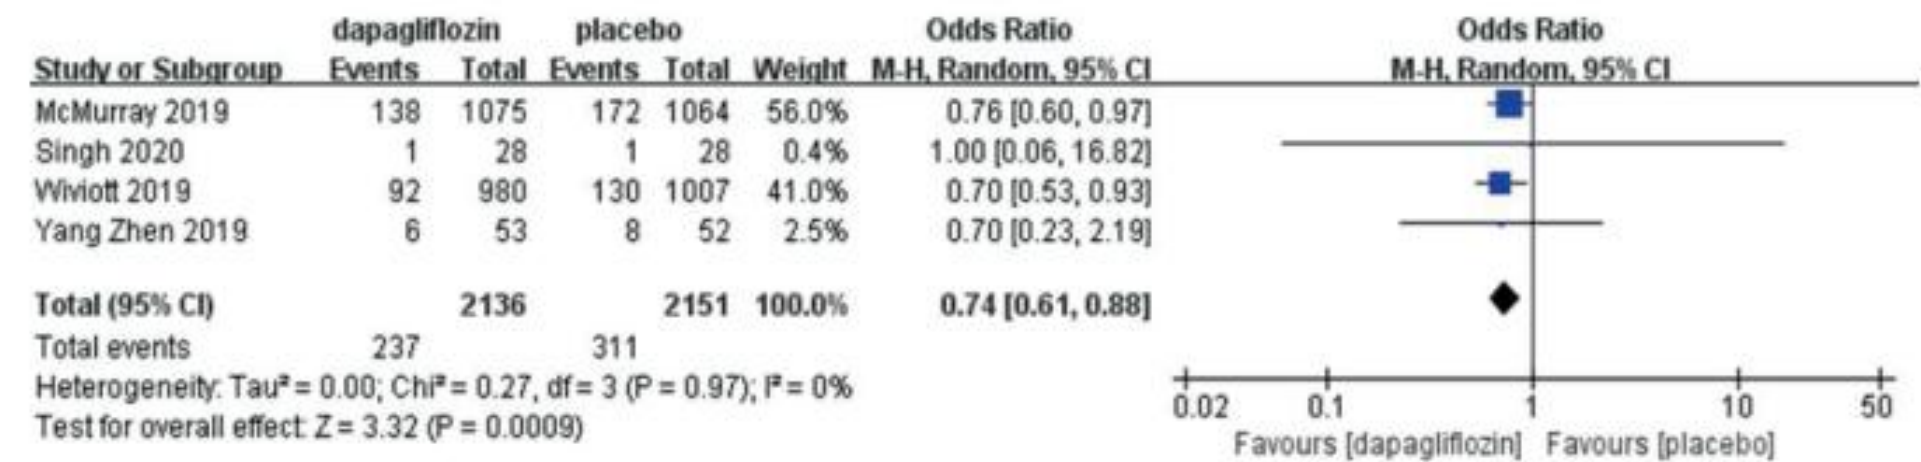 dapagliflozin placebo Odds Ratio Odds Ratio
Study or Subgroup Events Total Events Total Weight M-H, Random, 95% CI M-H, Random, 95% CI
McMurray 2019 138 1075 172 1064 56.0% 0.76 [0.60, 0.97]
Singh 2020 1 28 1 28 0.4% 1.00 [0.06, 16.82]
Wiviott 2019 92 980 130 1007 41.0% 0.70 [0.53, 0.93]
Yang Zhen 2019 6 53 8 52 2.5% 0.70 [0.23, 2.19]
Total (95% CI) 2136 2151 100.0% 0.74 [0.61, 0.88]
Total events 237 311
Heterogeneity: Tau² = 0.00; Chi² = 0.27, df = 3 (P = 0.97); I² = 0%
Test for overall effect: Z = 3.32 (P = 0.0009)
0.02 0.1 1 10 50
Favours [dapagliflozin] Favours [placebo]